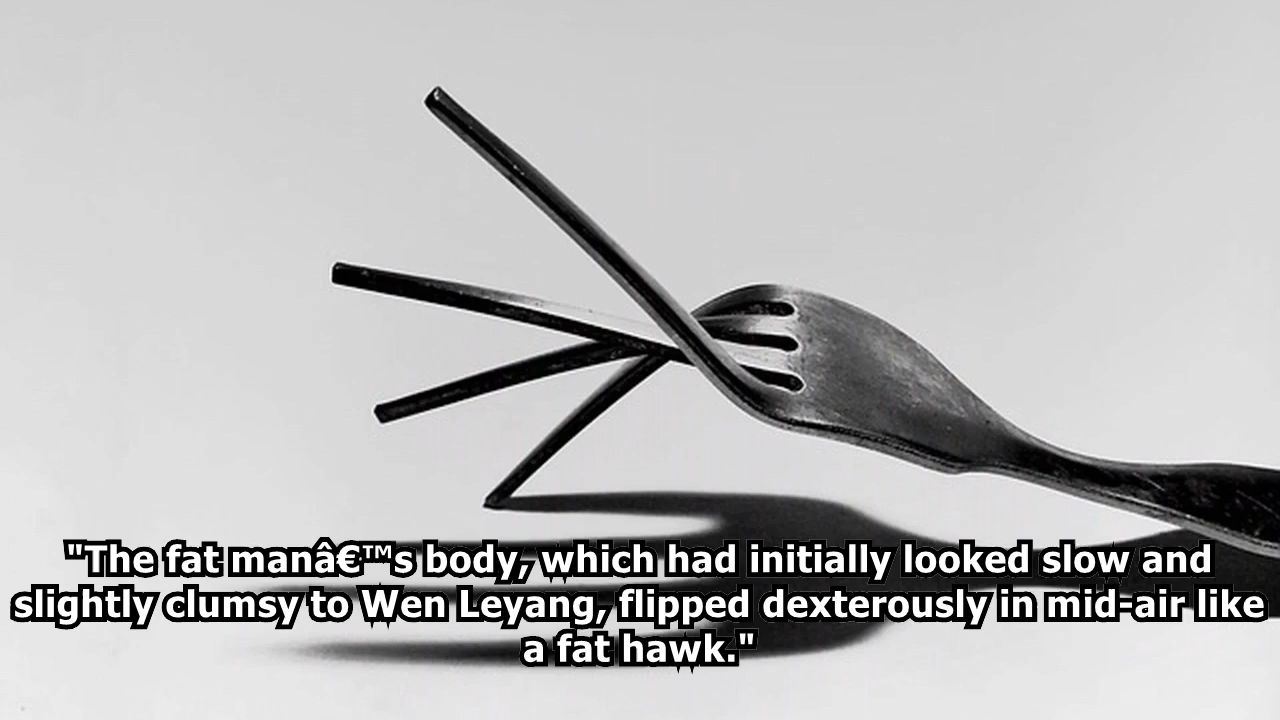 "The fat manâ€™s body, which had initially looked slow and
slightly clumsy to Wen Leyang, flipped dexterously in mid-air like
a fat hawk."